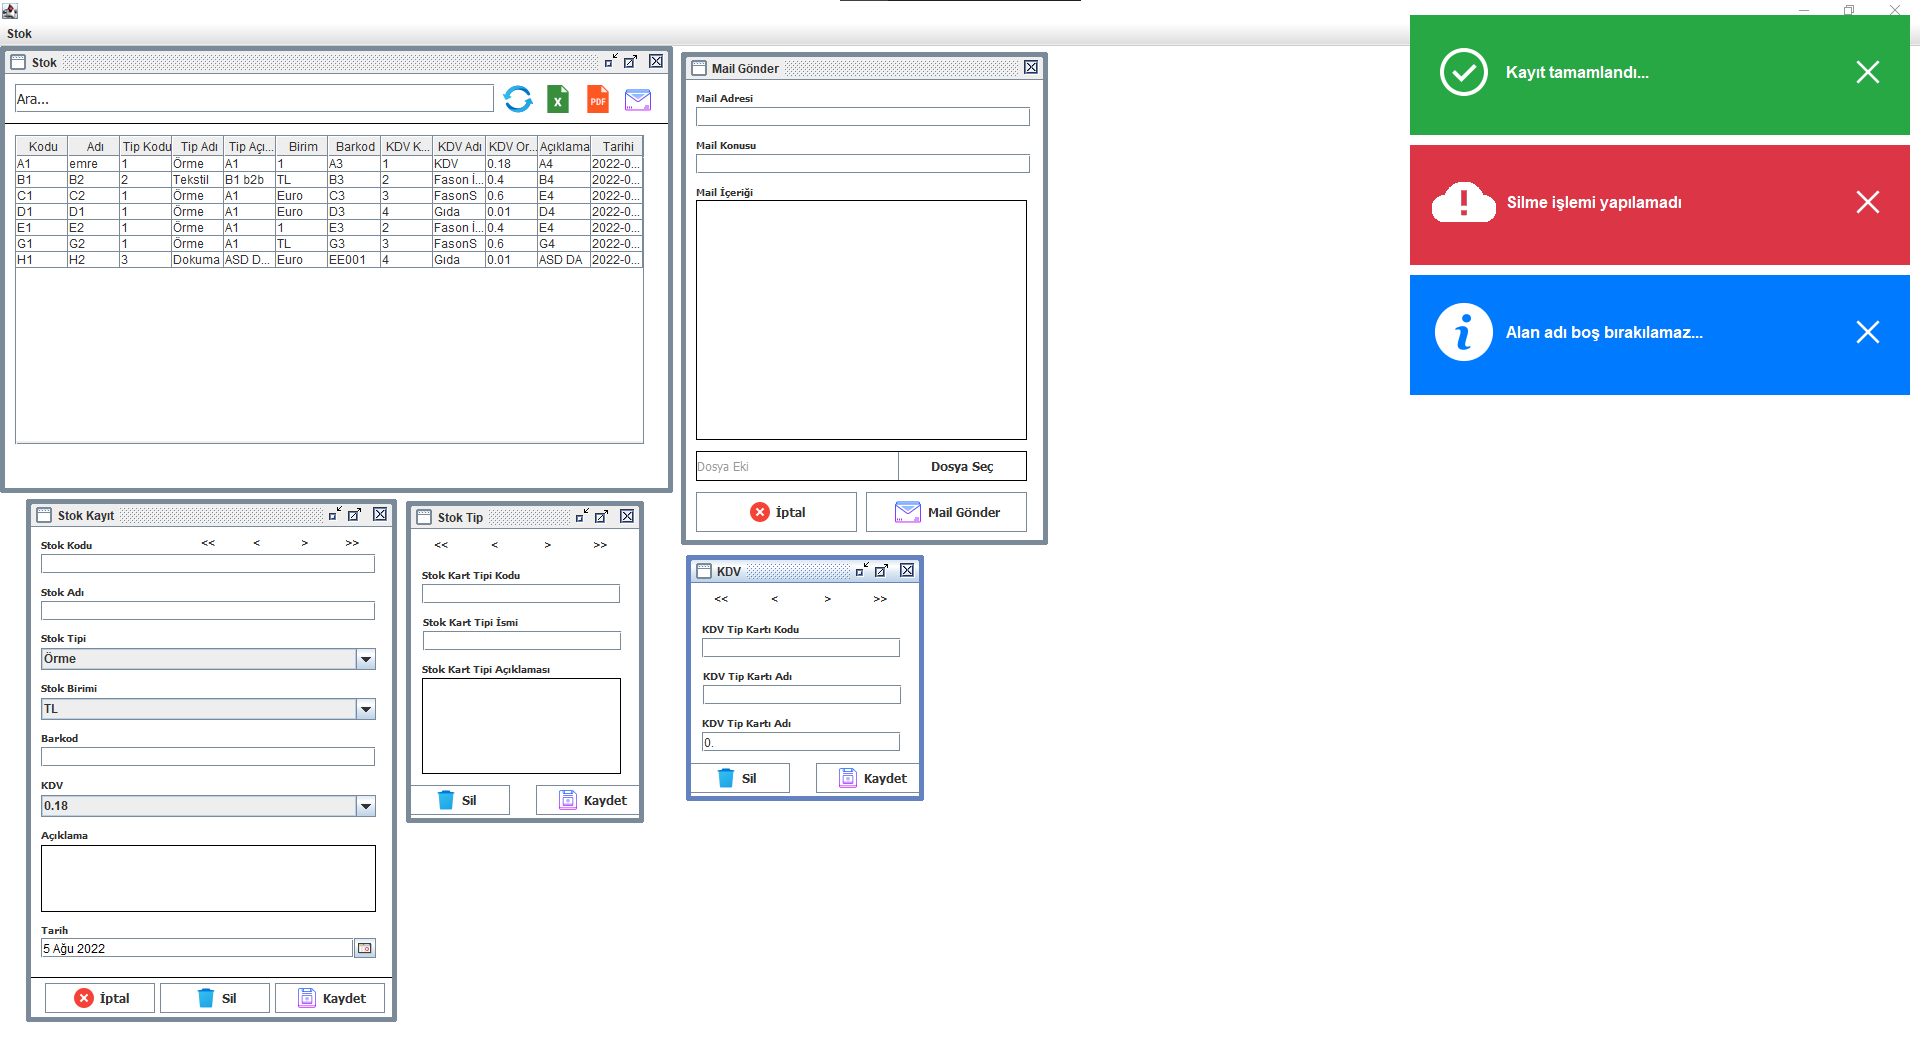 Stok
Stok
Ara...
X
PDF
Kodu Adı Tip Kodu Tip Adı Tip Açı... Birim Barkod KDV K... KDV Adı KDV Or... Açıklama Tarihi
A1 emre 1 Örme A1 1 A3 1 KDV 0.18 A4 2022-0...
B1 B2 2 Tekstil B1 b2b TL B3 2 Fason İ... 0.4 B4 2022-0...
C1 C2 1 Örme A1 Euro C3 3 FasonS 0.6 E4 2022-0...
D1 D1 1 Örme A1 Euro D3 4 Gıda 0.01 D4 2022-0...
E1 E2 1 Örme A1 1 E3 2 Fason İ... 0.4 E4 2022-0...
G1 G2 1 Örme A1 TL G3 3 FasonS 0.6 G4 2022-0...
H1 H2 3 Dokuma ASD D... Euro EE001 4 Gıda 0.01 ASD DA 2022-0...
Mail Gönder
Mail Adresi
Mail Konusu
Mail İçeriği
Dosya Eki Dosya Seç
İptal Mail Gönder
Kayıt tamamlandı...
Silme işlemi yapılamadı
Alan adı boş bırakılamaz...
Stok Kayıt
<< < > >>
Stok Kodu
Stok Adı
Stok Tipi
Örme
Stok Birimi
TL
Barkod
KDV
0.18
Açıklama
Tarih
5 Ağu 2022
İptal Sil Kaydet
Stok Tip
<< < > >>
Stok Kart Tipi Kodu
Stok Kart Tipi İsmi
Stok Kart Tipi Açıklaması
Sil Kaydet
KDV
<< < > >>
KDV Tip Kartı Kodu
KDV Tip Kartı Adı
KDV Tip Kartı Adı
0.
Sil Kaydet